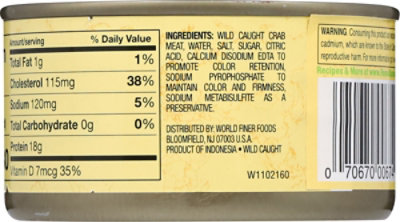 Amount/serving % Daily Value
Total Fat 1g 1%
Cholesterol 115mg 38%
Sodium 120mg 5%
Total Carbohydrate 0g 0%
Protein 18g
Vitamin D 7mcg 35%
INGREDIENTS: WILD CAUGHT CRAB
MEAT, WATER, SALT, SUGAR, CITRIC
ACID, CALCIUM DISODIUM EDTA TO
PROMOTE COLOR RETENTION,
SODIUM PYROPHOSPHATE TO
MAINTAIN COLOR AND FIRMNESS,
SODIUM METABISULFITE AS A
PRESERVATIVE.
DISTRIBUTED BY: WORLD FINER FOODS
BLOOMFIELD, NJ 07003 U.S.A.
PRODUCT OF INDONESIA • WILD CAUGHT
W1102160
WARNING: Consuming this product can
cadmium, which are known to the State
reproductive harm. For more information
Recipes & More at
0 70670 00674